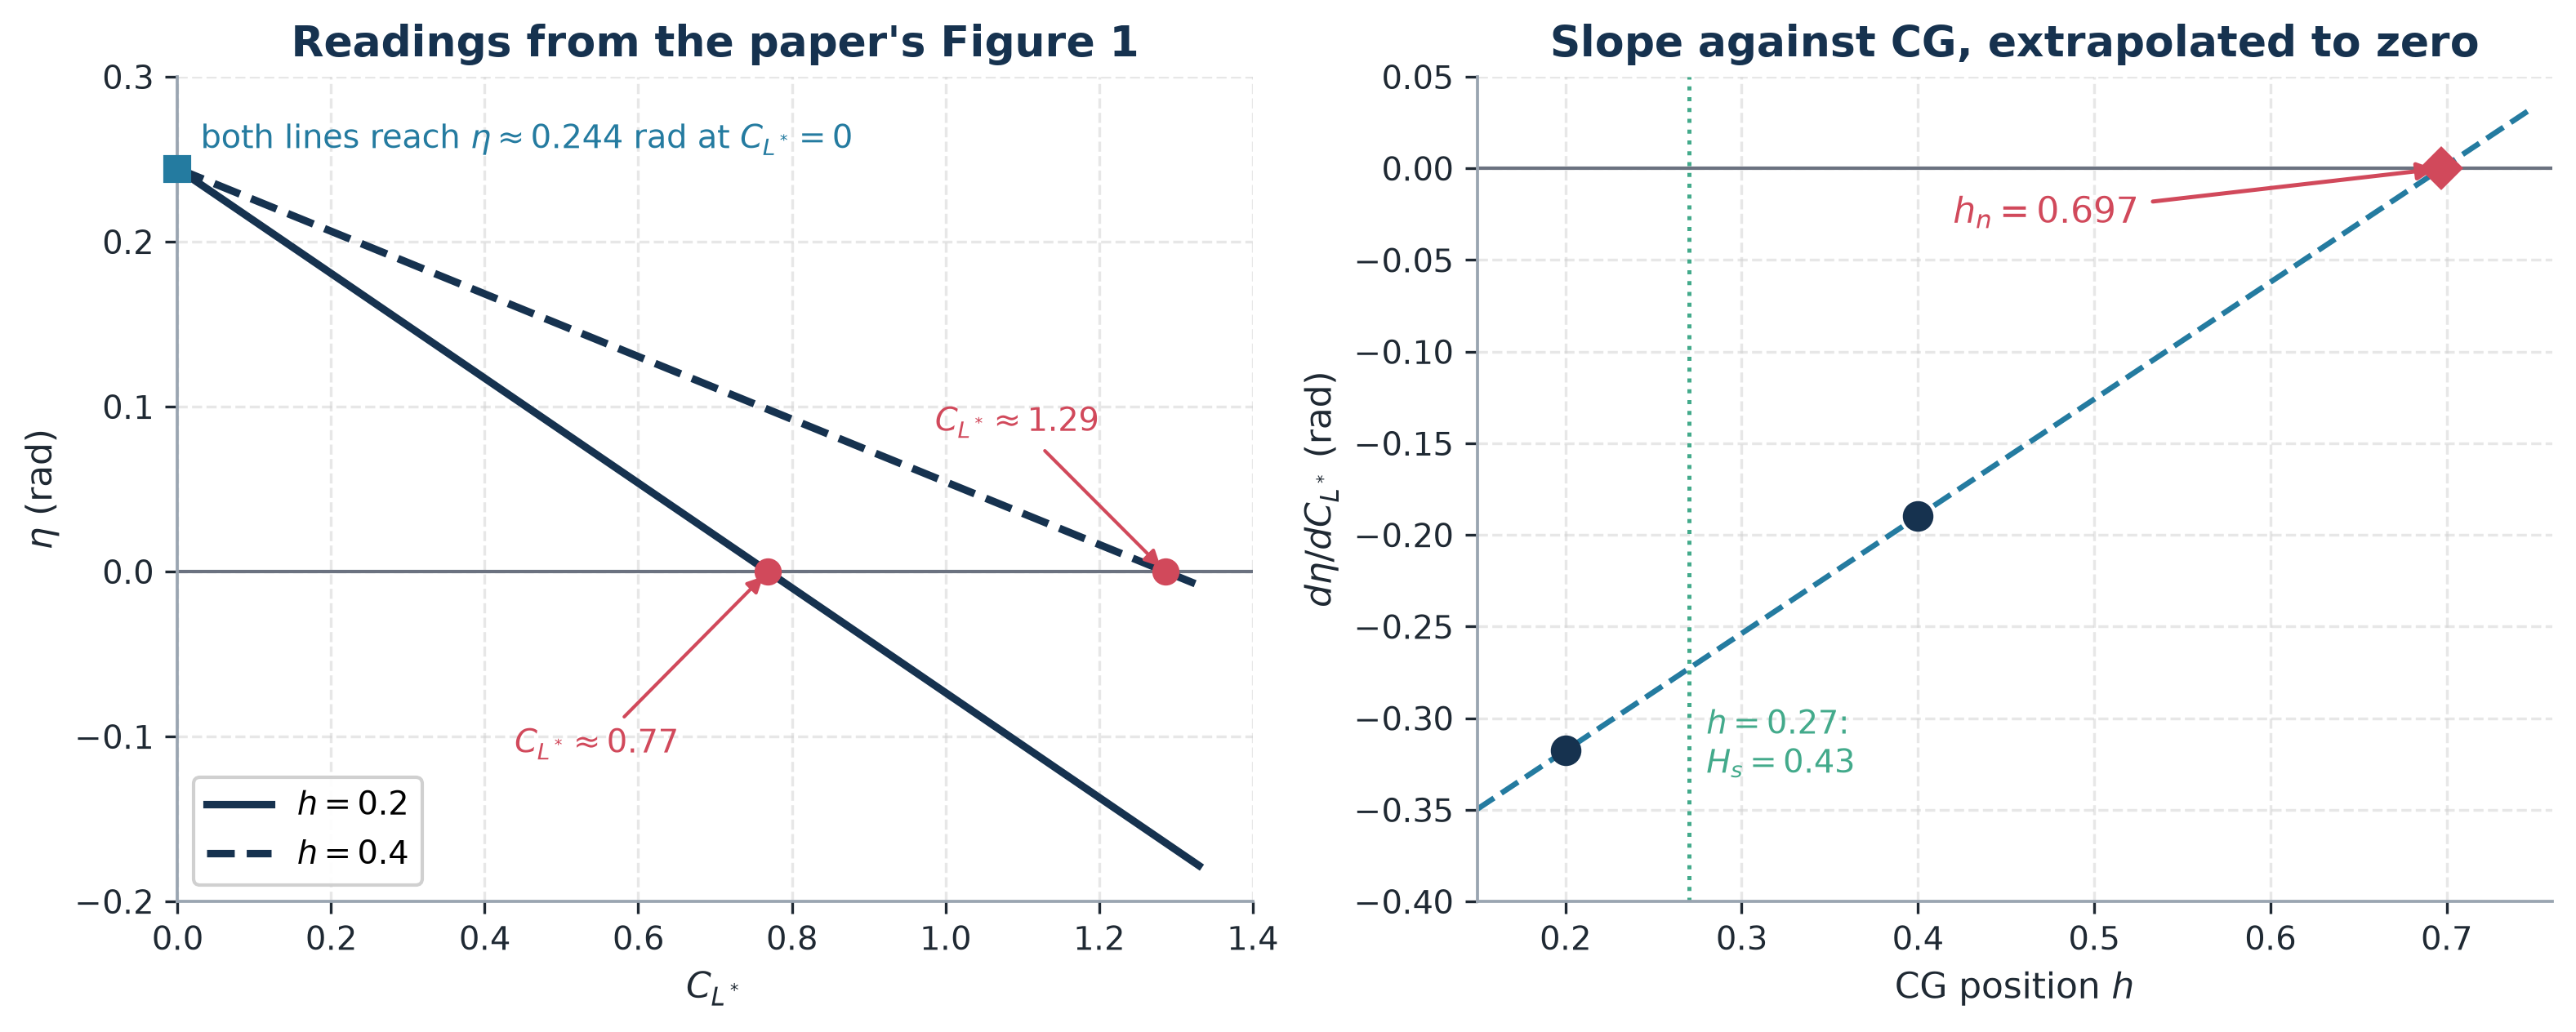 Readings from the paper's Figure 1
0.3
0.2
0.1
0.0
−0.1
−0.2
η (rad)
both lines reach η ≈ 0.244 rad at C_{L^*} = 0
C_{L^*} ≈ 1.29
C_{L^*} ≈ 0.77
h = 0.2
h = 0.4
0.0 0.2 0.4 0.6 0.8 1.0 1.2 1.4
C_{L^*}
Slope against CG, extrapolated to zero
0.05
0.00
−0.05
−0.10
−0.15
−0.20
−0.25
−0.30
−0.35
−0.40
dη/dC_{L^*} (rad)
h_n = 0.697
h = 0.27:
H_s = 0.43
0.2 0.3 0.4 0.5 0.6 0.7
CG position h